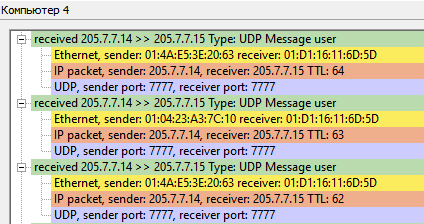 Компьютер 4
received 205.7.7.14 >> 205.7.7.15 Type: UDP Message user
Ethernet, sender: 01:4A:E5:3E:20:63 receiver: 01:D1:16:11:6D:5D
IP packet, sender: 205.7.7.14, receiver: 205.7.7.15 TTL: 64
UDP, sender port: 7777, receiver port: 7777
received 205.7.7.14 >> 205.7.7.15 Type: UDP Message user
Ethernet, sender: 01:04:23:A3:7C:10 receiver: 01:D1:16:11:6D:5D
IP packet, sender: 205.7.7.14, receiver: 205.7.7.15 TTL: 63
UDP, sender port: 7777, receiver port: 7777
received 205.7.7.14 >> 205.7.7.15 Type: UDP Message user
Ethernet, sender: 01:4A:E5:3E:20:63 receiver: 01:D1:16:11:6D:5D
IP packet, sender: 205.7.7.14, receiver: 205.7.7.15 TTL: 62
UDP, sender port: 7777, receiver port: 7777